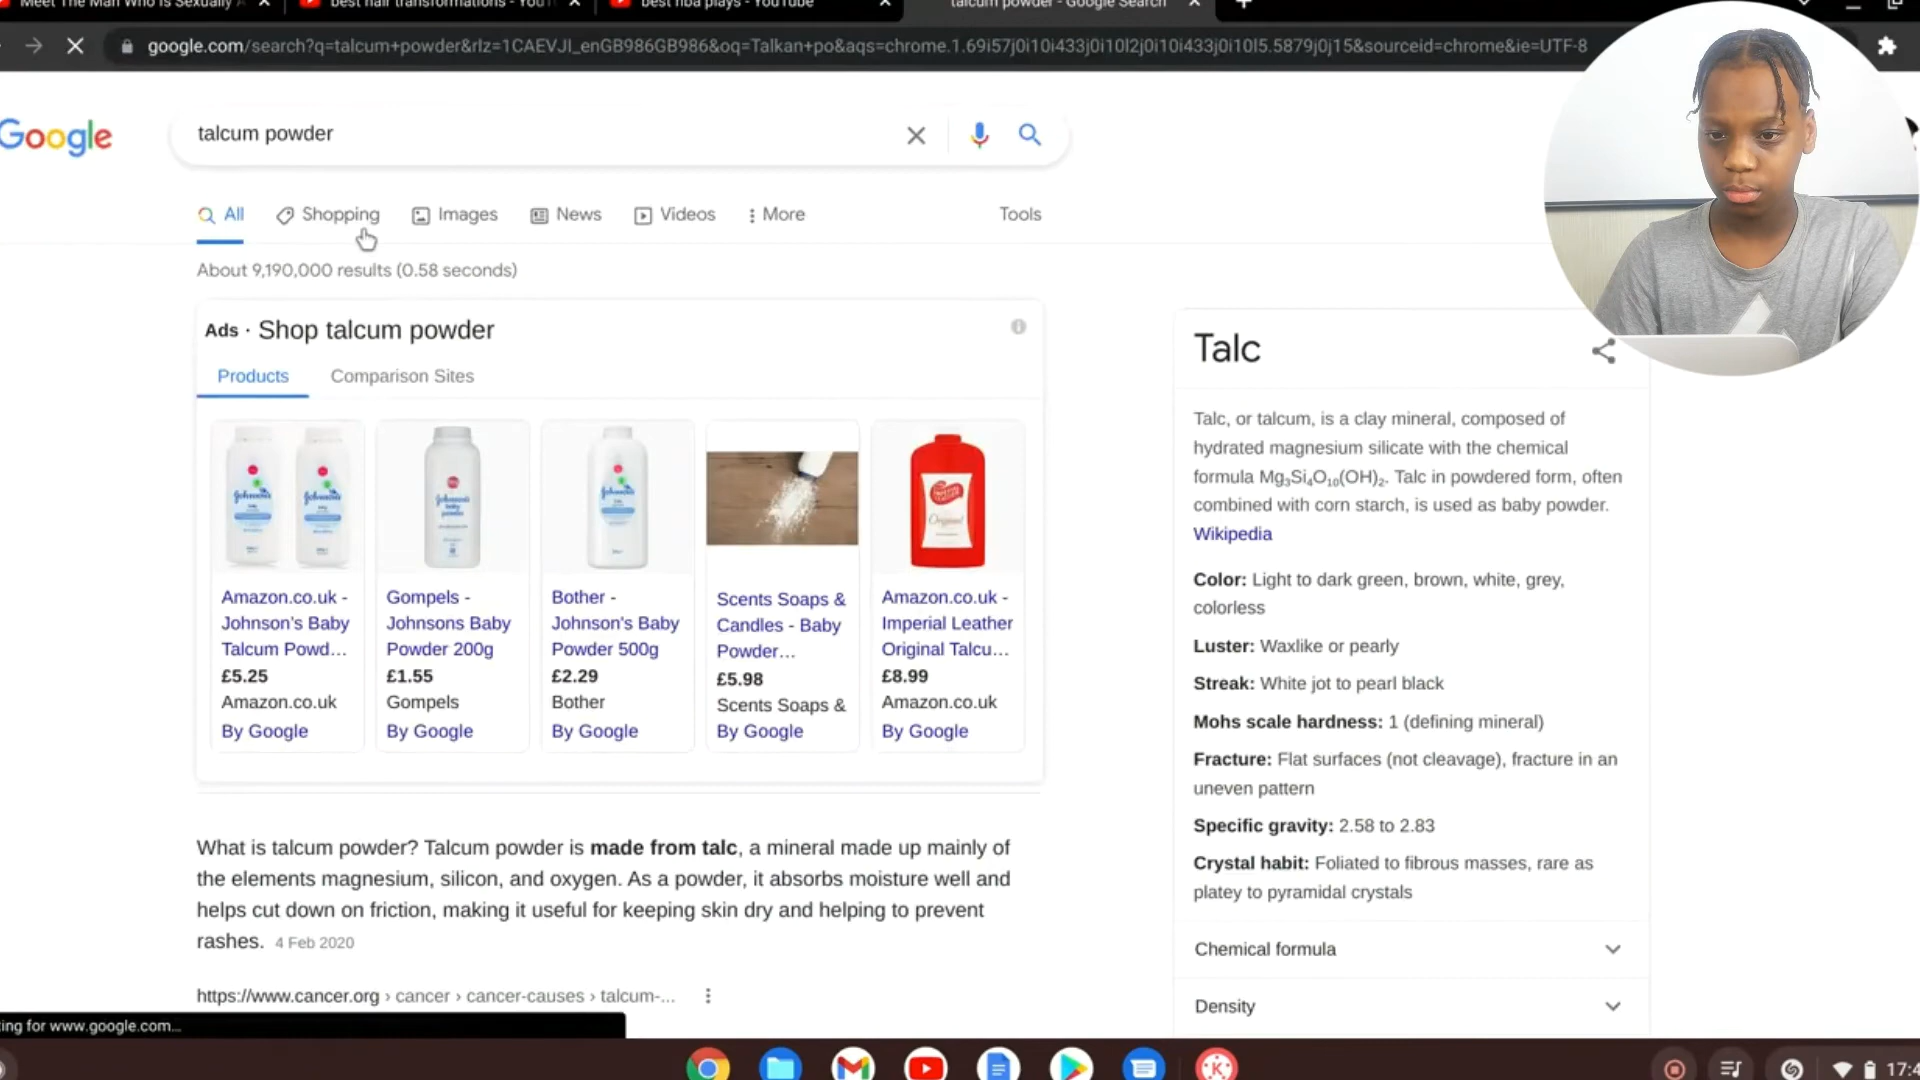 best hair transformations - YouT
best nba plays - YouTube
talcum powder - Google Search
google.com/search?q=talcum+powder&rlz=1CAEVJI_enGB986GB986&oq=Talkan+po&aqs=chrome.1.69i57j0i10i433j0i10l2j0i10i433j0i10l5.5879j0j15&sourceid=chrome&ie=UTF-8
Google
talcum powder
All
Shopping
Images
News
Videos
More
Tools
About 9,190,000 results (0.58 seconds)
Ads · Shop talcum powder
Products
Comparison Sites
Amazon.co.uk -
Johnson's Baby
Talcum Powd...
£5.25
Amazon.co.uk
By Google
Gompels -
Johnsons Baby
Powder 200g
£1.55
Gompels
By Google
Bother -
Johnson's Baby
Powder 500g
£2.29
Bother
By Google
Scents Soaps &
Candles - Baby
Powder...
£5.98
Scents Soaps &
By Google
Amazon.co.uk -
Imperial Leather
Original Talcu...
£8.99
Amazon.co.uk
By Google
What is talcum powder? Talcum powder is made from talc, a mineral made up mainly of
the elements magnesium, silicon, and oxygen. As a powder, it absorbs moisture well and
helps cut down on friction, making it useful for keeping skin dry and helping to prevent
rashes. 4 Feb 2020
https://www.cancer.org › cancer › cancer-causes › talcum-...
Talc
Talc, or talcum, is a clay mineral, composed of
hydrated magnesium silicate with the chemical
formula Mg₃Si₄O₁₀(OH)₂. Talc in powdered form, often
combined with corn starch, is used as baby powder.
Wikipedia
Color: Light to dark green, brown, white, grey,
colorless
Luster: Waxlike or pearly
Streak: White jot to pearl black
Mohs scale hardness: 1 (defining mineral)
Fracture: Flat surfaces (not cleavage), fracture in an
uneven pattern
Specific gravity: 2.58 to 2.83
Crystal habit: Foliated to fibrous masses, rare as
platey to pyramidal crystals
Chemical formula
Density
ting for www.google.com...
17:4